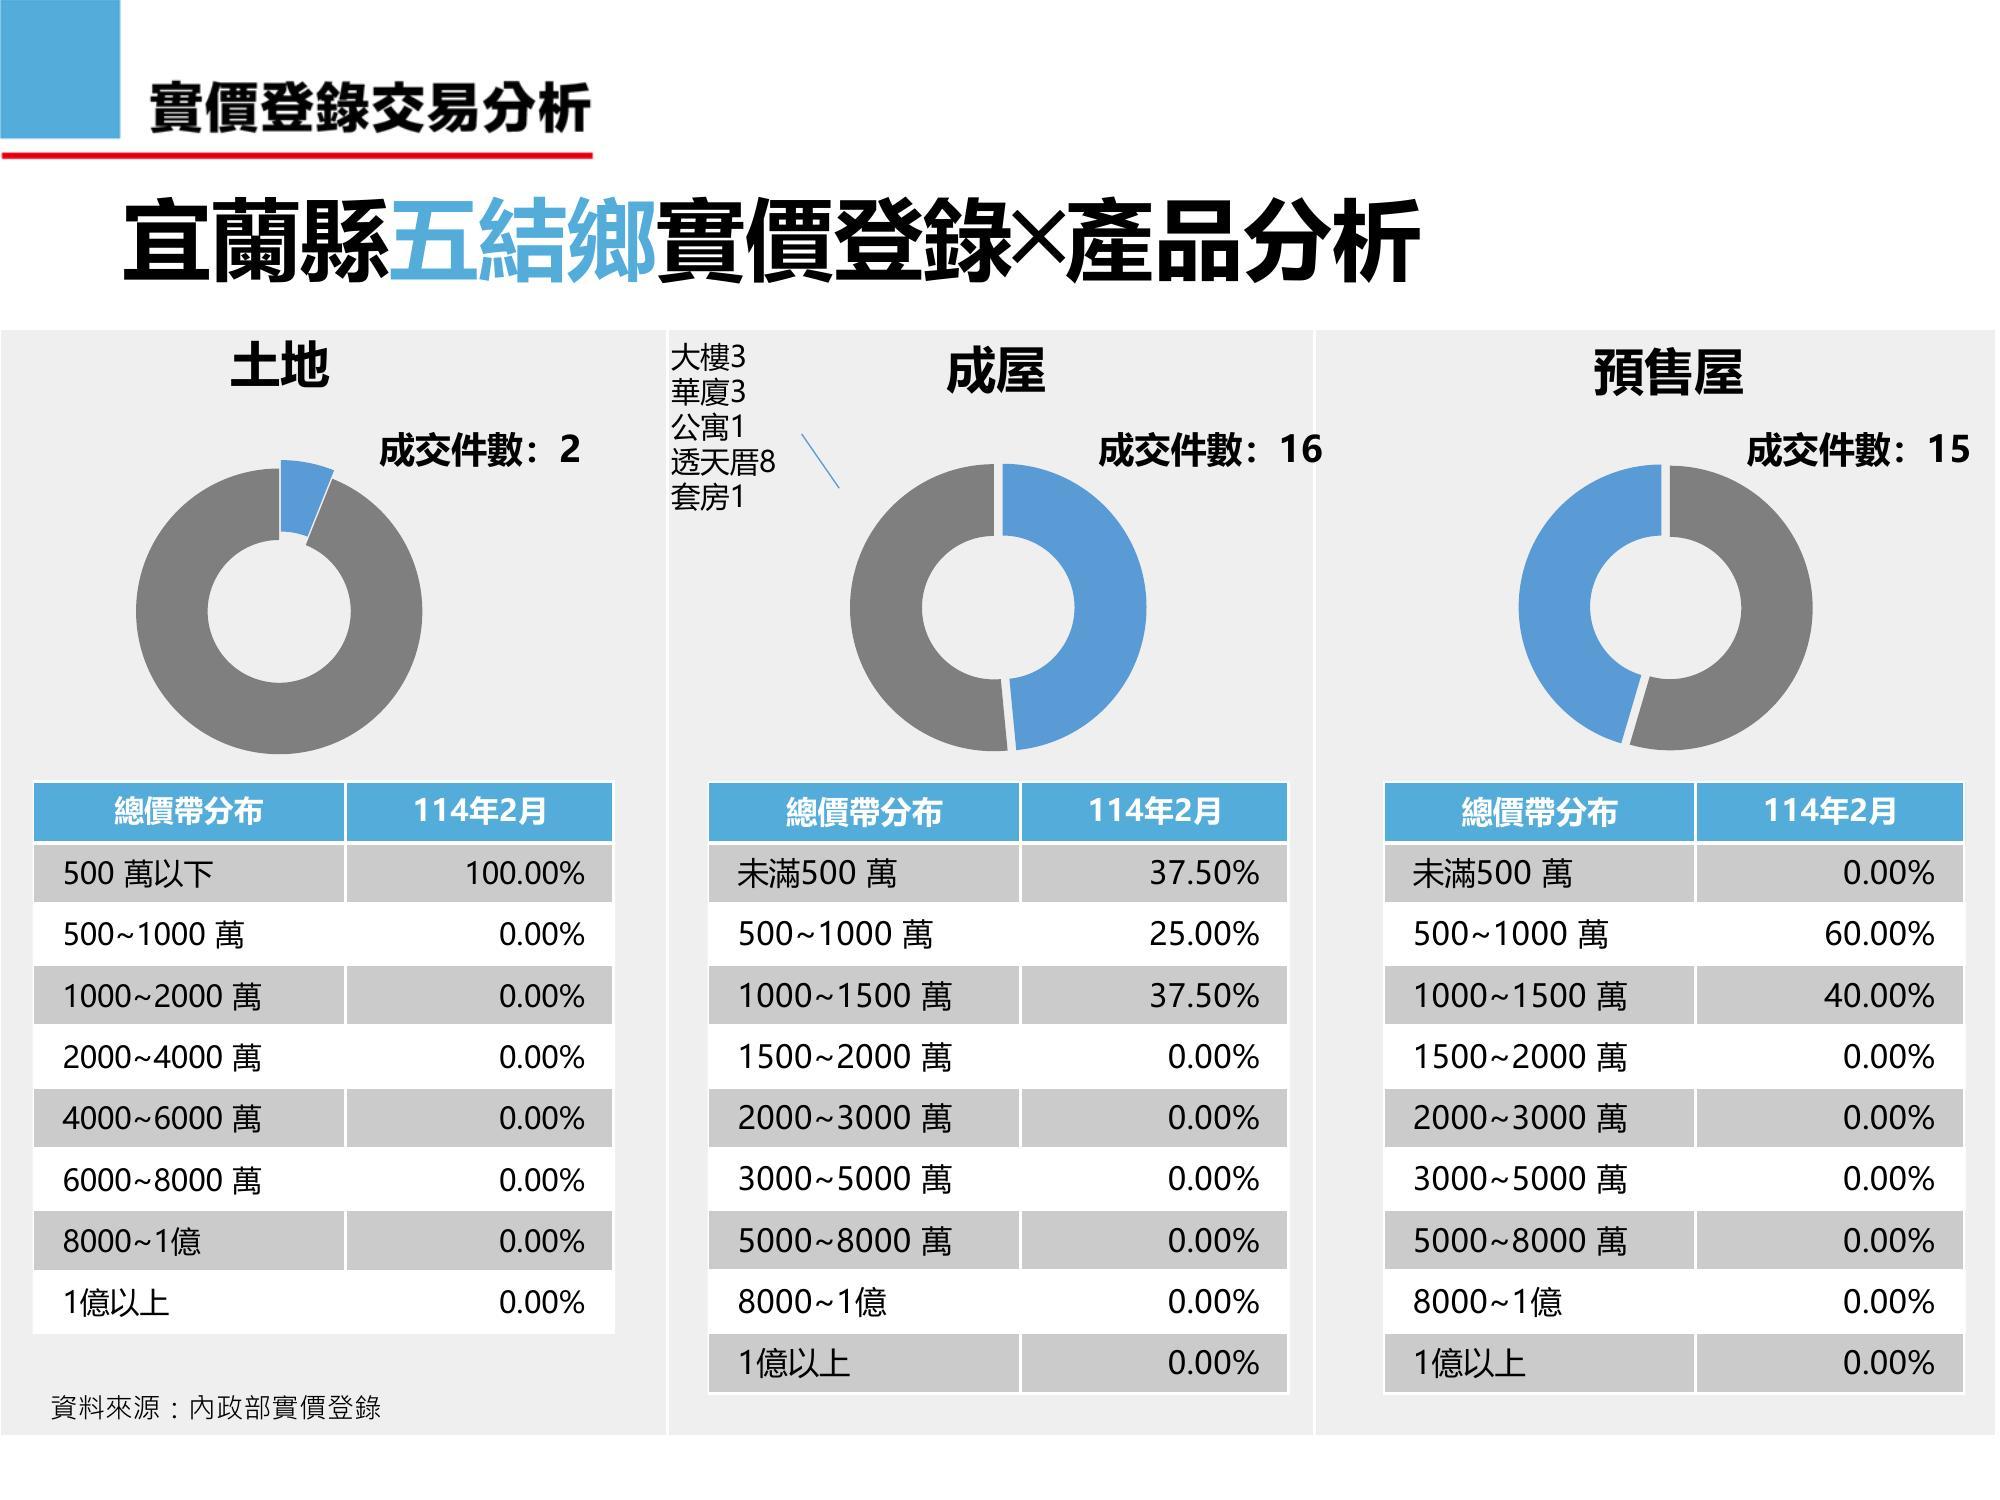 實價登錄交易分析
宜蘭縣五結鄉實價登錄×產品分析
土地
成交件數：2
總價帶分布 114年2月
500 萬以下 100.00%
500~1000 萬 0.00%
1000~2000 萬 0.00%
2000~4000 萬 0.00%
4000~6000 萬 0.00%
6000~8000 萬 0.00%
8000~1億 0.00%
1億以上 0.00%
資料來源：內政部實價登錄
大樓3
華廈3
公寓1
透天厝8
套房1
成屋
成交件數：16
總價帶分布 114年2月
未滿500 萬 37.50%
500~1000 萬 25.00%
1000~1500 萬 37.50%
1500~2000 萬 0.00%
2000~3000 萬 0.00%
3000~5000 萬 0.00%
5000~8000 萬 0.00%
8000~1億 0.00%
1億以上 0.00%
預售屋
成交件數：15
總價帶分布 114年2月
未滿500 萬 0.00%
500~1000 萬 60.00%
1000~1500 萬 40.00%
1500~2000 萬 0.00%
2000~3000 萬 0.00%
3000~5000 萬 0.00%
5000~8000 萬 0.00%
8000~1億 0.00%
1億以上 0.00%